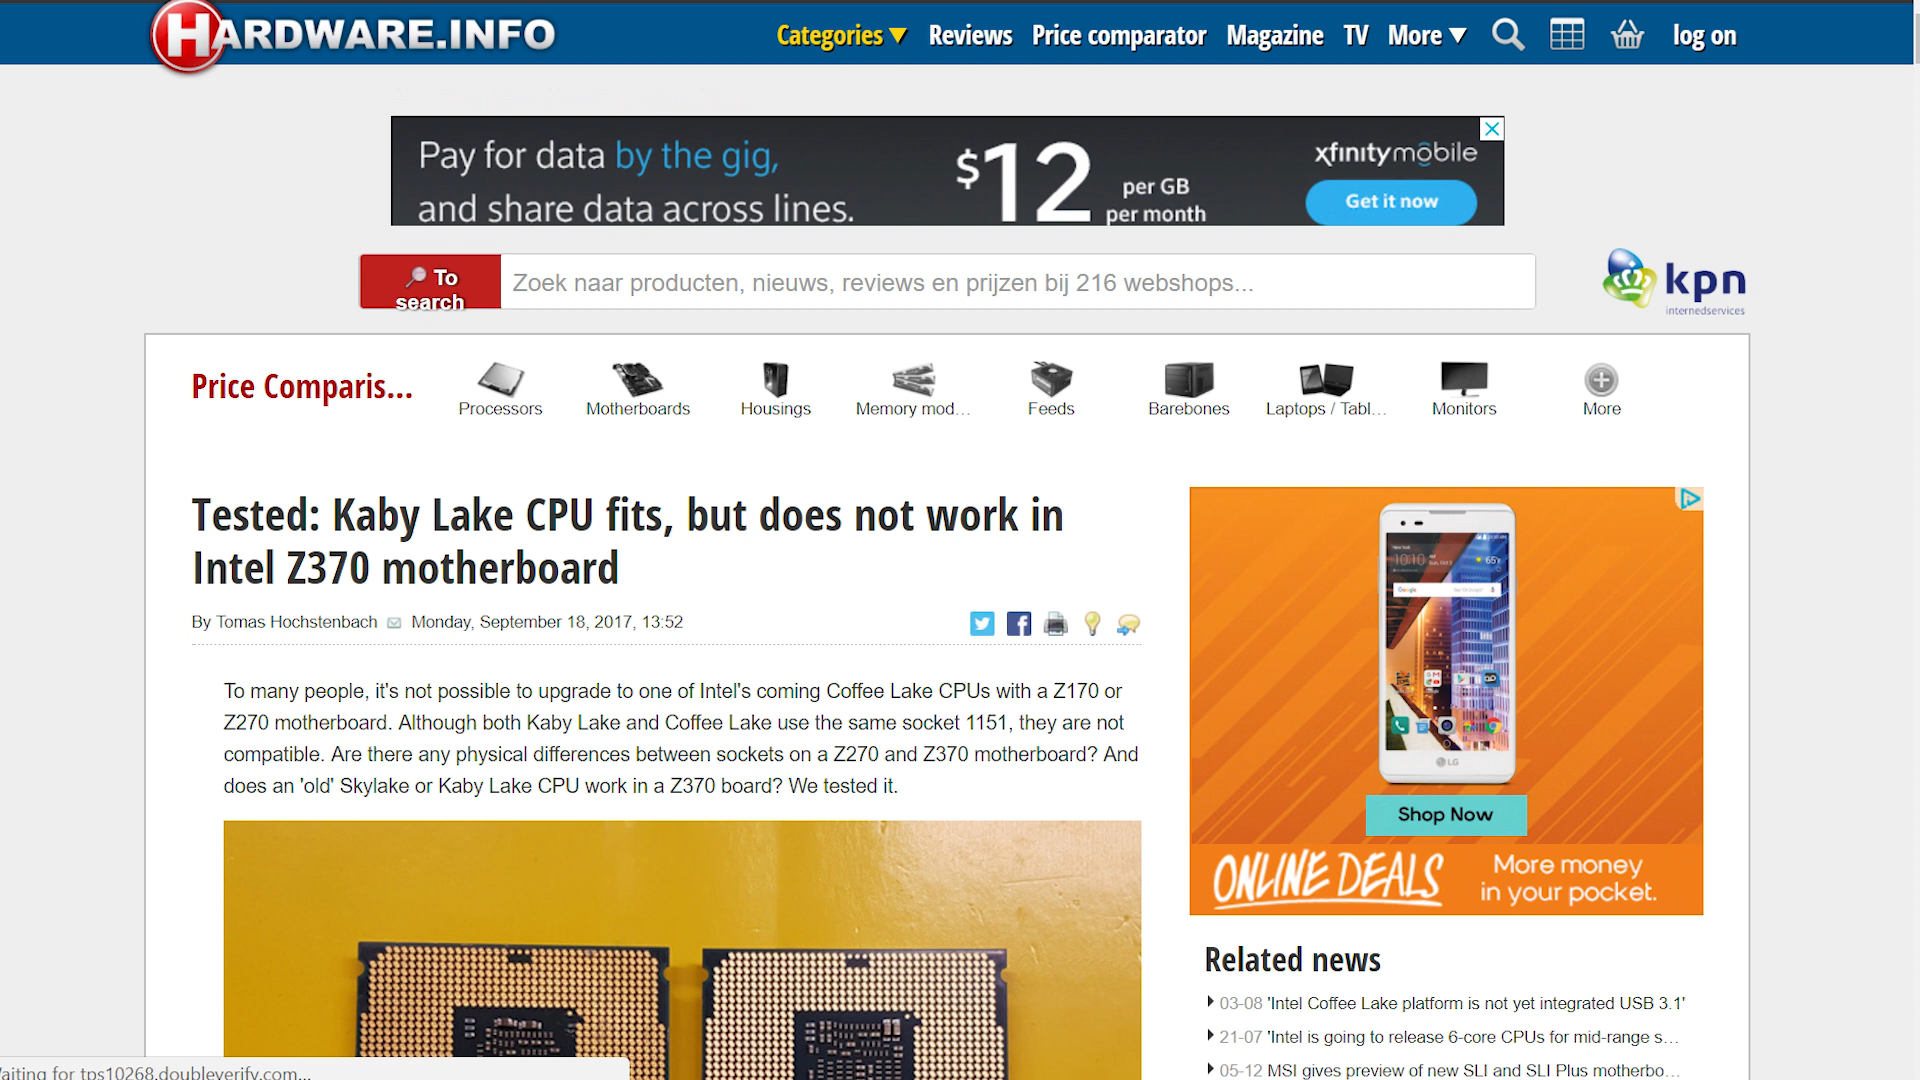 HARDWARE.INFO
Categories ▼ Reviews Price comparator Magazine TV More ▼ log on
Pay for data by the gig,
and share data across lines.
$12 per GB
per month
xfinity mobile
Get it now
To
search
Zoek naar producten, nieuws, reviews en prijzen bij 216 webshops...
kpn
internedservices
Price Comparis...
Processors
Motherboards
Housings
Memory mod...
Feeds
Barebones
Laptops / Tabl...
Monitors
More
Tested: Kaby Lake CPU fits, but does not work in
Intel Z370 motherboard
By Tomas Hochstenbach Monday, September 18, 2017, 13:52
To many people, it's not possible to upgrade to one of Intel's coming Coffee Lake CPUs with a Z170 or
Z270 motherboard. Although both Kaby Lake and Coffee Lake use the same socket 1151, they are not
compatible. Are there any physical differences between sockets on a Z270 and Z370 motherboard? And
does an 'old' Skylake or Kaby Lake CPU work in a Z370 board? We tested it.
10:10
65°
Google
LG
Shop Now
ONLINE DEALS
More money
in your pocket.
Related news
03-08 'Intel Coffee Lake platform is not yet integrated USB 3.1'
21-07 'Intel is going to release 6-core CPUs for mid-range s...
05-12 MSI gives preview of new SLI and SLI Plus motherbo...
aiting for tps10268.doubleverify.com...